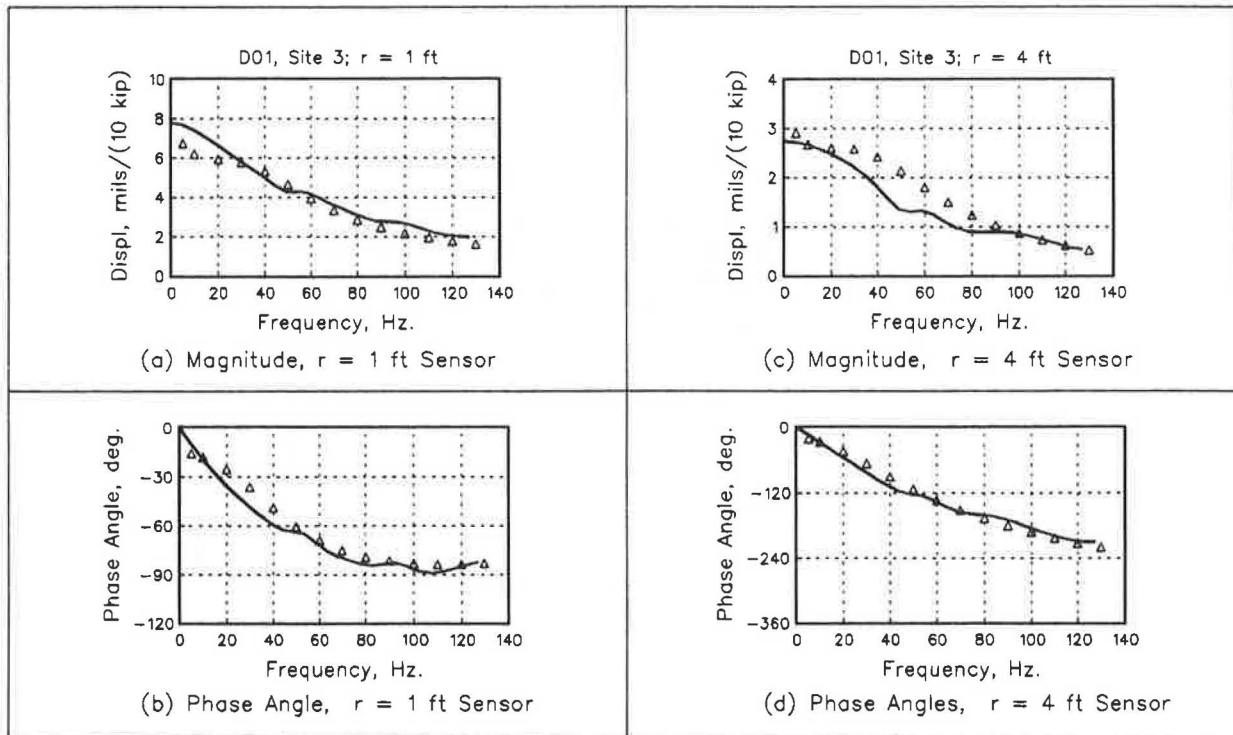 D01, Site 3; r = 1 ft
10
8
6
4
2
0
Displ, mils/(10 kip)
0 20 40 60 80 100 120 140
Frequency, Hz.
(a) Magnitude, r = 1 ft Sensor
D01, Site 3; r = 4 ft
4
3
2
1
0
Displ, mils/(10 kip)
0 20 40 60 80 100 120 140
Frequency, Hz.
(c) Magnitude, r = 4 ft Sensor
0
-30
-60
-90
-120
Phase Angle, deg.
0 20 40 60 80 100 120 140
Frequency, Hz.
(b) Phase Angle, r = 1 ft Sensor
0
-120
-240
-360
Phase Angle, deg.
0 20 40 60 80 100 120 140
Frequency, Hz.
(d) Phase Angles, r = 4 ft Sensor